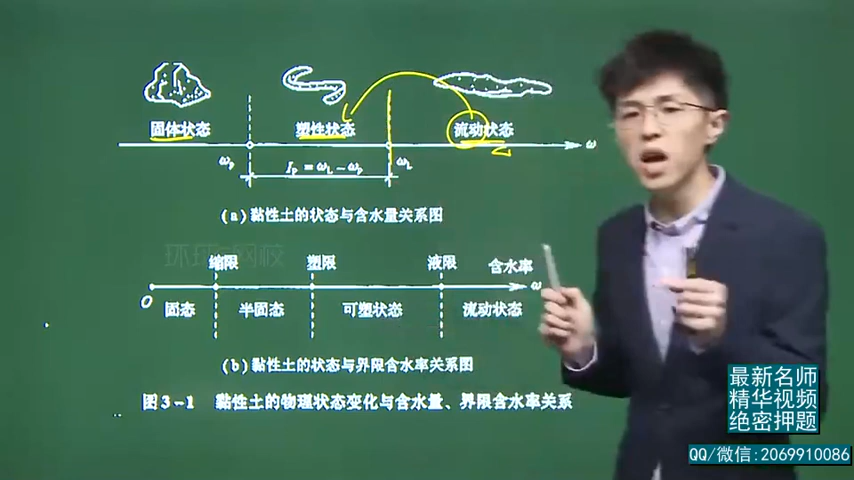 固体状态 塑性状态 流动状态
ω
ωp Ip = ωL - ωp ωL
(a)黏性土的状态与含水量关系图
环球网校
缩限 塑限 液限 含水率
O ω
固态 半固态 可塑状态 流动状态
(b)黏性土的状态与界限含水率关系图
图3-1 黏性土的物理状态变化与含水量、界限含水率关系
最新名师
精华视频
绝密押题
QQ/微信:2069910086